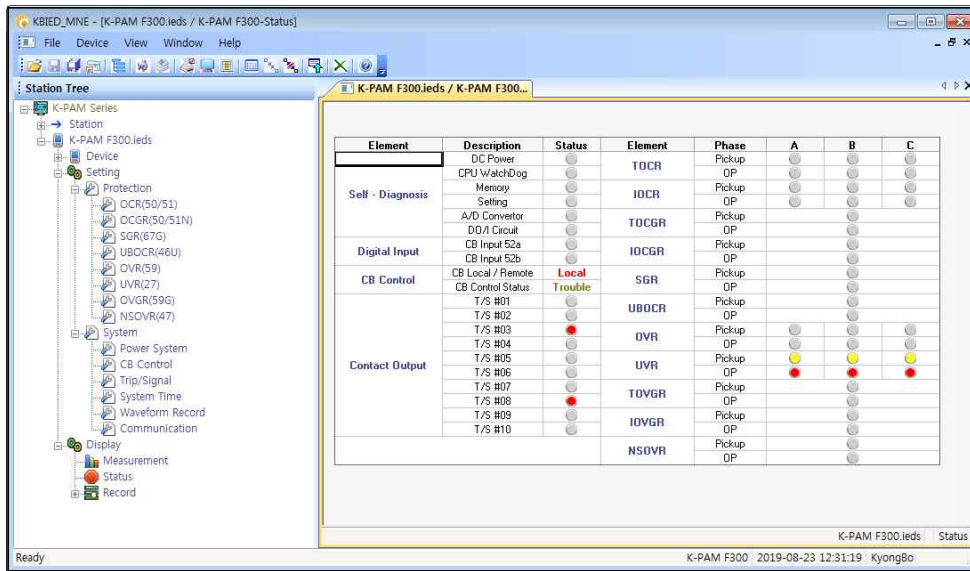 KBIED_MNE - [K-PAM F300.ieds / K-PAM F300-Status]
File Device View Window Help
Station Tree
K-PAM Series
Station
K-PAM F300.ieds
Device
Setting
Protection
OCR(50/51)
OCGR(50/51N)
SGR(67G)
UBOCR(46U)
OVR(59)
UVR(27)
OVGR(59G)
NSOVR(47)
System
Power System
CB Control
Trip/Signal
System Time
Waveform Record
Communication
Display
Measurement
Status
Record
K-PAM F300.ieds / K-PAM F300...
Element Description Status Element Phase A B C
DC Power TOCR Pickup
CPU WatchDog OP
Self - Diagnosis Memory IOCR Pickup
Setting OP
A/D Convertor TOCGR Pickup
DO/I Circuit OP
Digital Input CB Input 52a IOCGR Pickup
CB Input 52b OP
CB Control CB Local / Remote Local SGR Pickup
CB Control Status Trouble OP
Contact Output T/S #01 UBOCR Pickup
T/S #02 OP
T/S #03 OVR Pickup
T/S #04 OP
T/S #05 UVR Pickup
T/S #06 OP
T/S #07 TOVGR Pickup
T/S #08 OP
T/S #09 IOVGR Pickup
T/S #10 OP
NSOVR Pickup
OP
K-PAM F300.ieds Status
Ready K-PAM F300 2019-08-23 12:31:19 KyongBo